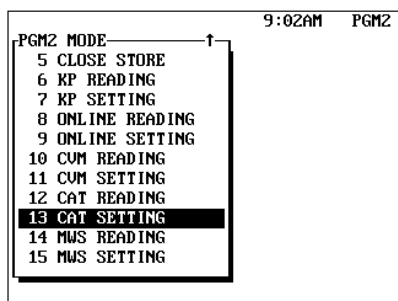 9:02AM PGM2
PGM2 MODE ↑
5 CLOSE STORE
6 KP READING
7 KP SETTING
8 ONLINE READING
9 ONLINE SETTING
10 CVM READING
11 CVM SETTING
12 CAT READING
13 CAT SETTING
14 MWS READING
15 MWS SETTING